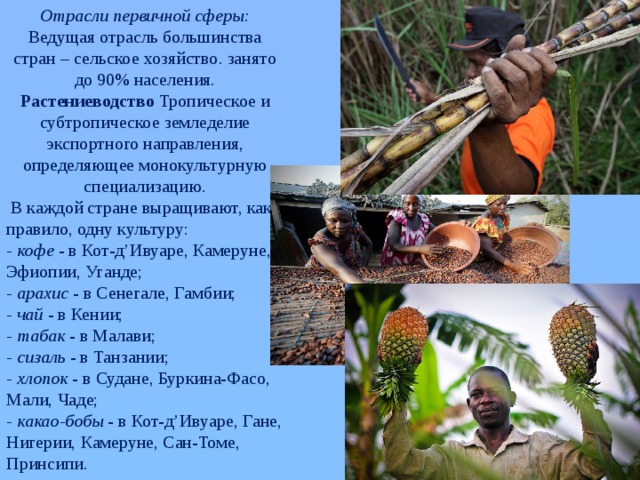 Отрасли первичной сферы:
Ведущая отрасль большинства
стран – сельское хозяйство. занято
до 90% населения.
Растениеводство Тропическое и
субтропическое земледелие
экспортного направления,
определяющее монокультурную
специализацию.
В каждой стране выращивают, как
правило, одну культуру:
- кофе - в Кот-д’Ивуаре, Камеруне,
Эфиопии, Уганде;
- арахис - в Сенегале, Гамбии;
- чай - в Кении;
- табак - в Малави;
- сизаль - в Танзании;
- хлопок - в Судане, Буркина-Фасо,
Мали, Чаде;
- какао-бобы - в Кот-д’Ивуаре, Гане,
Нигерии, Камеруне, Сан-Томе,
Принсипи.